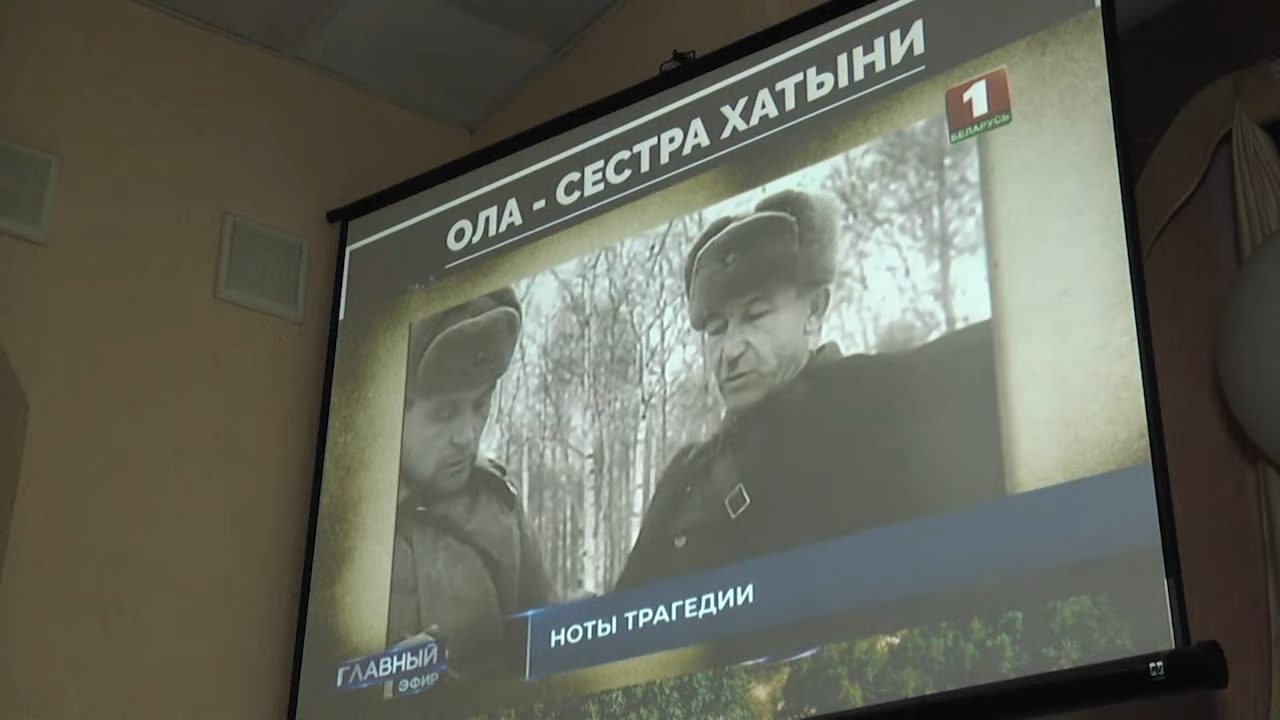 ОЛА - СЕСТРА ХАТЫНИ
1
БЕЛАРУСЬ
НОТЫ ТРАГЕДИИ
ГЛАВНЫЙ
ЭФИР